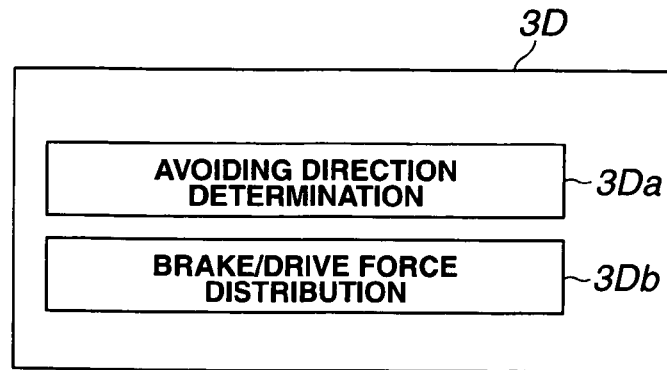 3D
AVOIDING DIRECTION
DETERMINATION
3Da
BRAKE/DRIVE FORCE
DISTRIBUTION
3Db